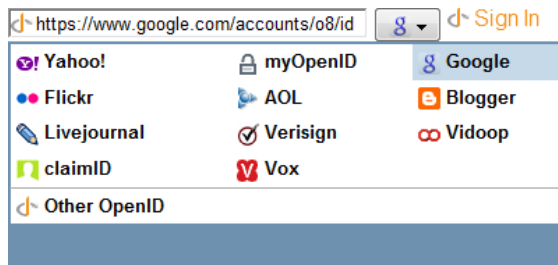 https://www.google.com/accounts/o8/id g Sign In
Y! Yahoo! myOpenID g Google
Flickr AOL B Blogger
Livejournal Verisign Vidoop
claimID V Vox
Other OpenID